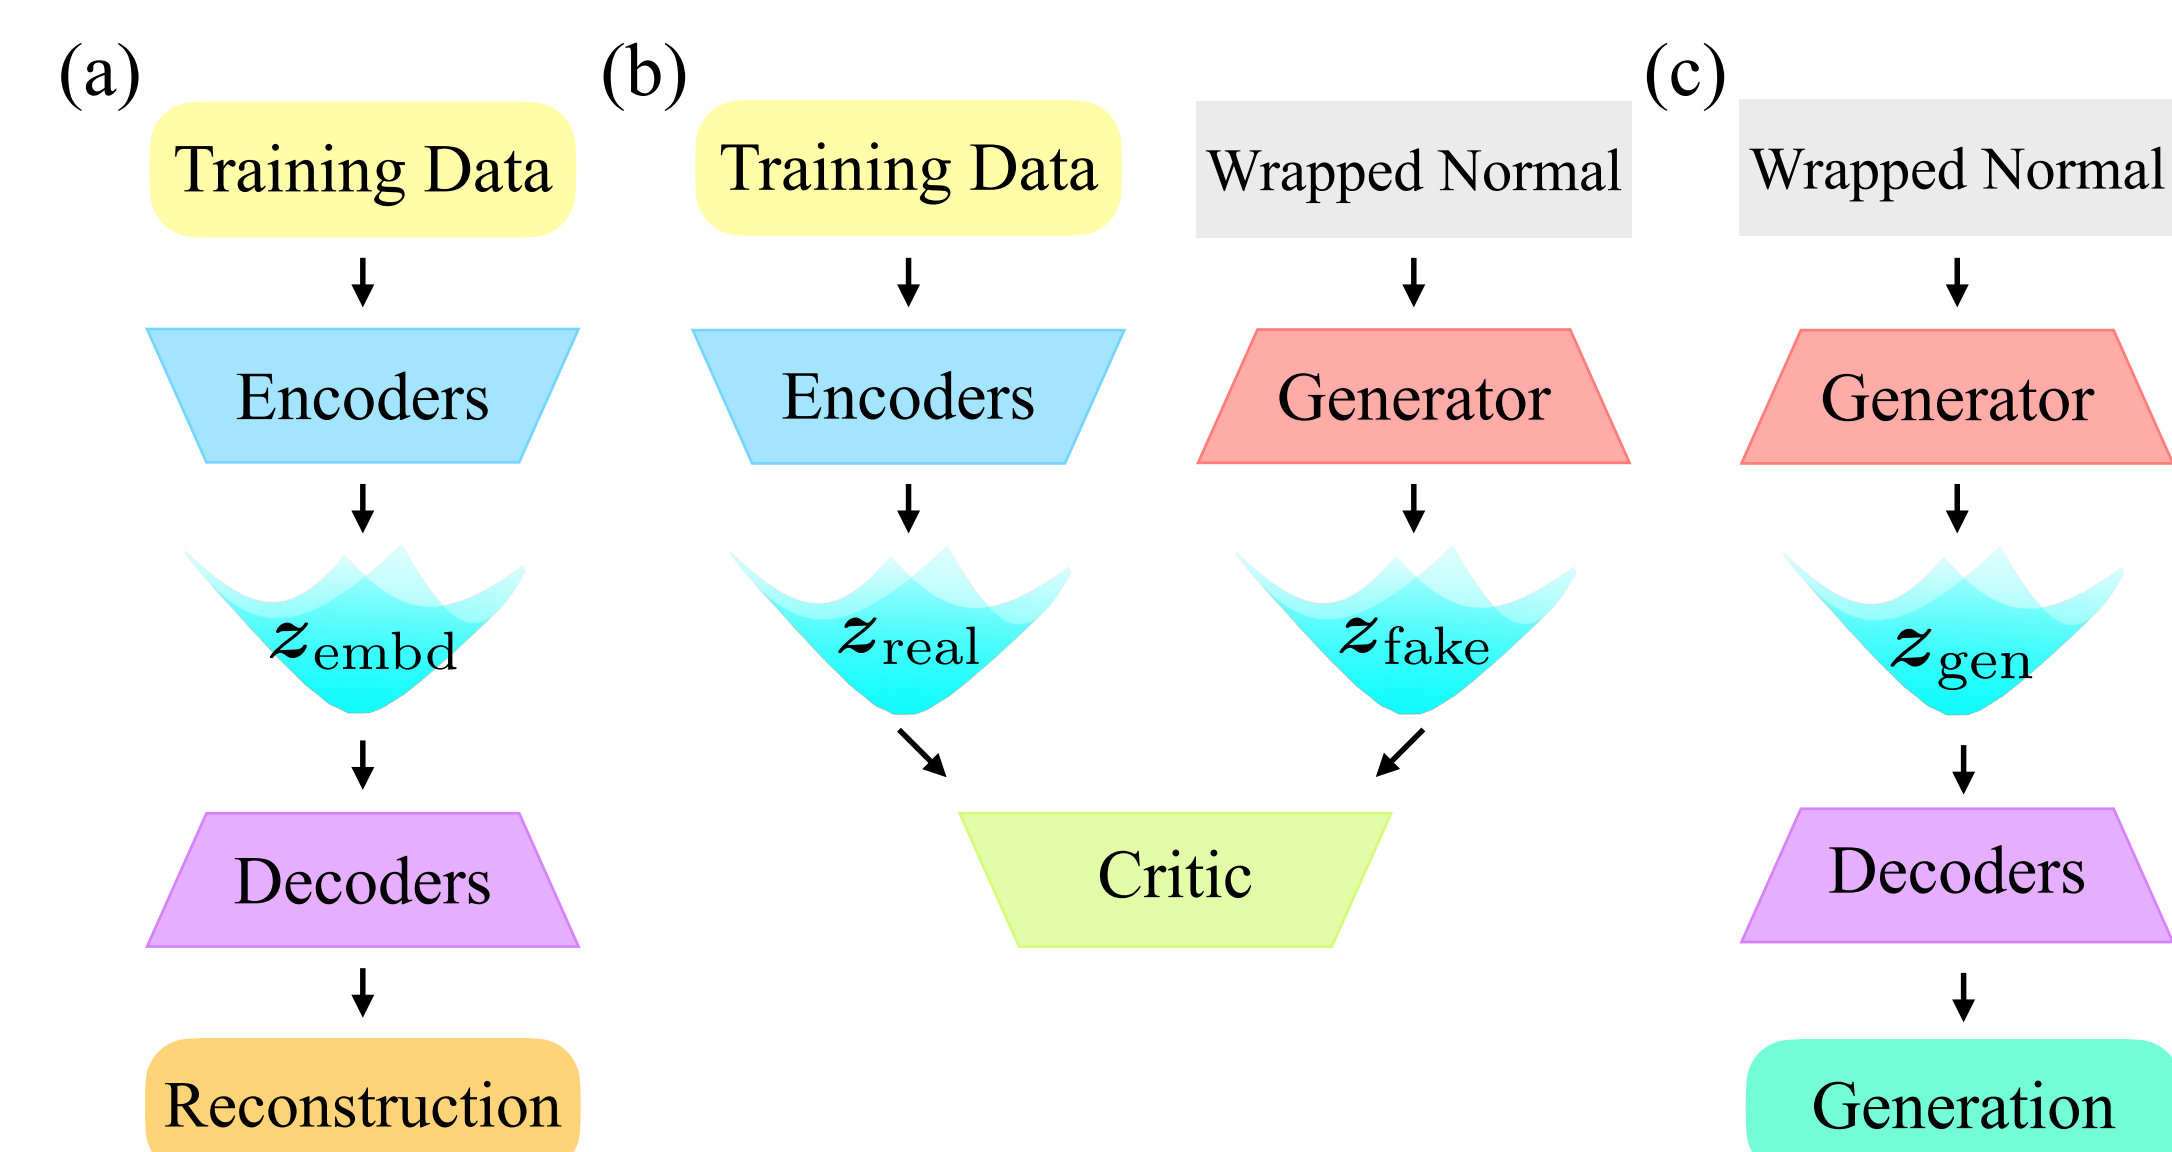 (a)
Training Data
Encoders
z_embd
Decoders
Reconstruction
(b)
Training Data
Encoders
z_real
Wrapped Normal
Generator
z_fake
Critic
(c)
Wrapped Normal
Generator
z_gen
Decoders
Generation